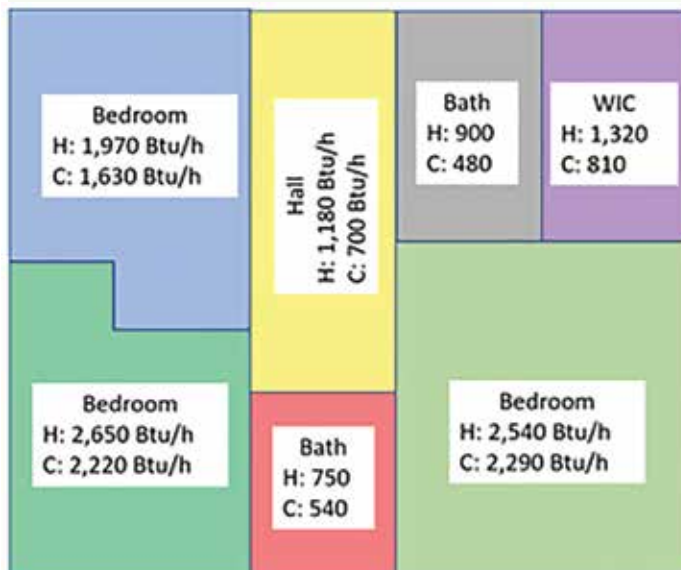 Bedroom
H: 1,970 Btu/h
C: 1,630 Btu/h
Hall
H: 1,180 Btu/h
C: 700 Btu/h
Bath
H: 900
C: 480
WIC
H: 1,320
C: 810
Bedroom
H: 2,650 Btu/h
C: 2,220 Btu/h
Bath
H: 750
C: 540
Bedroom
H: 2,540 Btu/h
C: 2,290 Btu/h